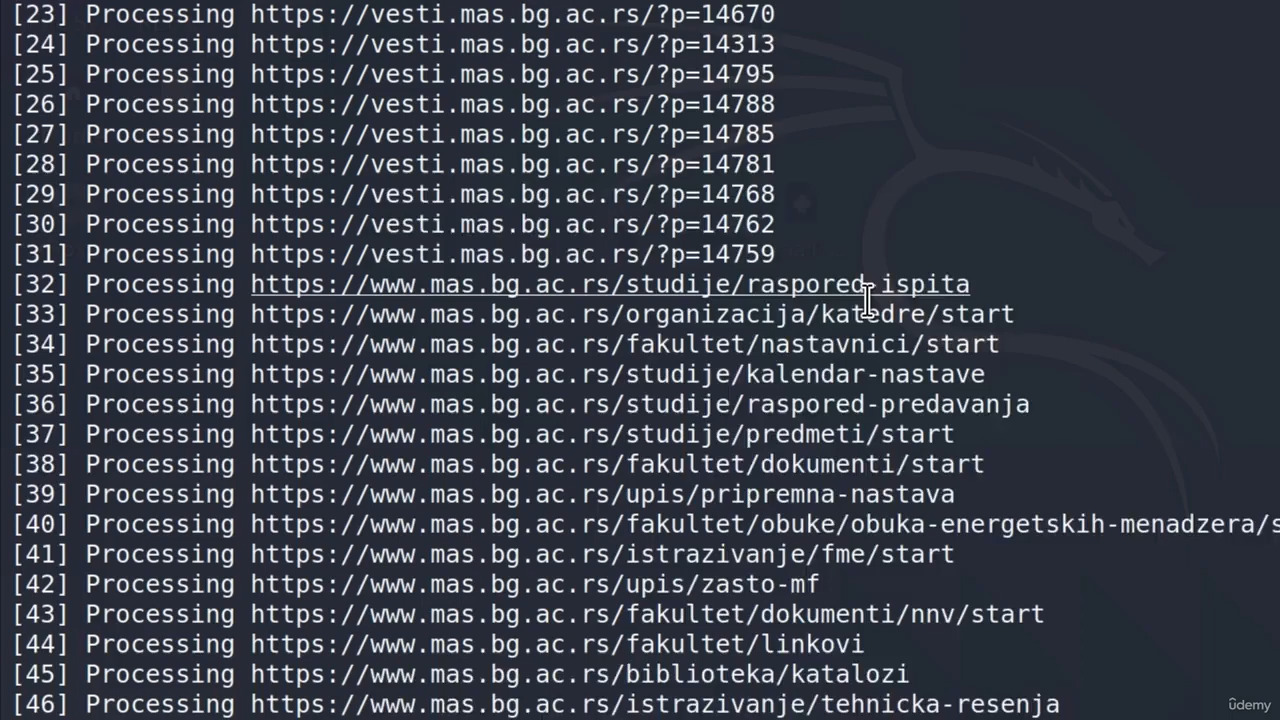 [23] Processing https://vesti.mas.bg.ac.rs/?p=14670
[24] Processing https://vesti.mas.bg.ac.rs/?p=14313
[25] Processing https://vesti.mas.bg.ac.rs/?p=14795
[26] Processing https://vesti.mas.bg.ac.rs/?p=14788
[27] Processing https://vesti.mas.bg.ac.rs/?p=14785
[28] Processing https://vesti.mas.bg.ac.rs/?p=14781
[29] Processing https://vesti.mas.bg.ac.rs/?p=14768
[30] Processing https://vesti.mas.bg.ac.rs/?p=14762
[31] Processing https://vesti.mas.bg.ac.rs/?p=14759
[32] Processing https://www.mas.bg.ac.rs/studije/raspored-ispita
[33] Processing https://www.mas.bg.ac.rs/organizacija/katedre/start
[34] Processing https://www.mas.bg.ac.rs/fakultet/nastavnici/start
[35] Processing https://www.mas.bg.ac.rs/studije/kalendar-nastave
[36] Processing https://www.mas.bg.ac.rs/studije/raspored-predavanja
[37] Processing https://www.mas.bg.ac.rs/studije/predmeti/start
[38] Processing https://www.mas.bg.ac.rs/fakultet/dokumenti/start
[39] Processing https://www.mas.bg.ac.rs/upis/pripremna-nastava
[40] Processing https://www.mas.bg.ac.rs/fakultet/obuke/obuka-energetskih-menadzera/s
[41] Processing https://www.mas.bg.ac.rs/istrazivanje/fme/start
[42] Processing https://www.mas.bg.ac.rs/upis/zasto-mf
[43] Processing https://www.mas.bg.ac.rs/fakultet/dokumenti/nnv/start
[44] Processing https://www.mas.bg.ac.rs/fakultet/linkovi
[45] Processing https://www.mas.bg.ac.rs/biblioteka/katalozi
[46] Processing https://www.mas.bg.ac.rs/istrazivanje/tehnicka-resenja
ûdemy